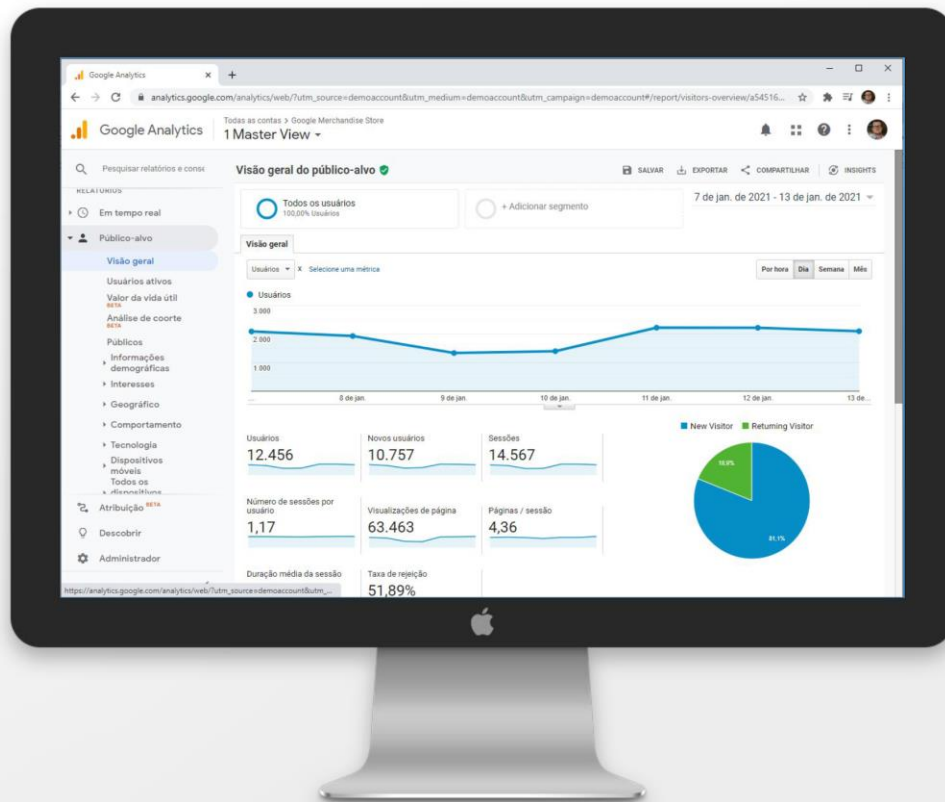 Google Analytics
analytics.google.com/analytics/web/?utm_source=demoaccount&utm_medium=demoaccount&utm_campaign=demoaccount#/report/visitors-overview/a54516...
Google Analytics
Todas as contas > Google Merchandise Store
1 Master View
Pesquisar relatórios e conse
Visão geral do público-alvo
SALVAR
EXPORTAR
COMPARTILHAR
INSIGHTS
RELATÓRIOS
Em tempo real
Público-alvo
Visão geral
Usuários ativos
Valor da vida útil
BETA
Análise de coorte
BETA
Públicos
Informações
demográficas
Interesses
Geográfico
Comportamento
Tecnologia
Dispositivos
móveis
Todos os
dispositivos
Atribuição BETA
Descobrir
Administrador
https://analytics.google.com/analytics/web/?utm_source=demoaccount&utm_...
Todos os usuários
100,00% Usuários
+ Adicionar segmento
7 de jan. de 2021 - 13 de jan. de 2021
Visão geral
Usuários
X
Selecione uma métrica
Por hora
Dia
Semana
Mês
Usuários
3.000
2.000
1.000
...
8 de jan.
9 de jan.
10 de jan.
11 de jan.
12 de jan.
13 de...
New Visitor
Returning Visitor
Usuários
12.456
Novos usuários
10.757
Sessões
14.567
18,9%
81,1%
Número de sessões por
usuário
1,17
Visualizações de página
63.463
Páginas / sessão
4,36
Duração média da sessão
Taxa de rejeição
51,89%